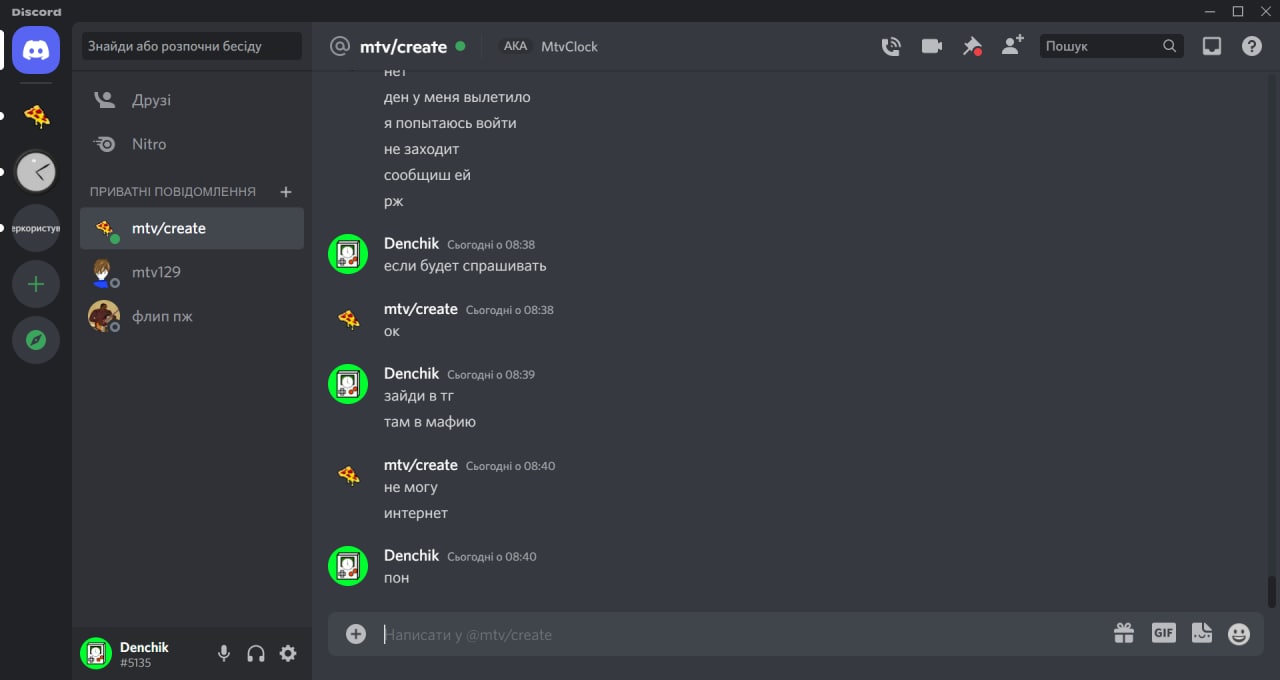 Discord
Знайди або розпочни бесіду
mtv/create
AKA MtvClock
Пошук
Друзі
Nitro
ПРИВАТНІ ПОВІДОМЛЕННЯ
mtv/create
mtv129
флип пж
еркористув
нет
ден у меня вылетило
я попытаюсь войти
не заходит
сообщиш ей
рж
Denchik Сьогодні о 08:38
если будет спрашивать
mtv/create Сьогодні о 08:38
ок
Denchik Сьогодні о 08:39
зайди в тг
там в мафию
mtv/create Сьогодні о 08:40
не могу
интернет
Denchik Сьогодні о 08:40
пон
Написати у @mtv/create
GIF
Denchik
#5135